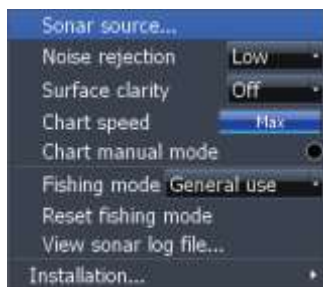 Sonar source...
Noise rejection Low
Surface clarity Off
Chart speed Max
Chart manual mode
Fishing mode General use
Reset fishing mode
View sonar log file...
Installation...